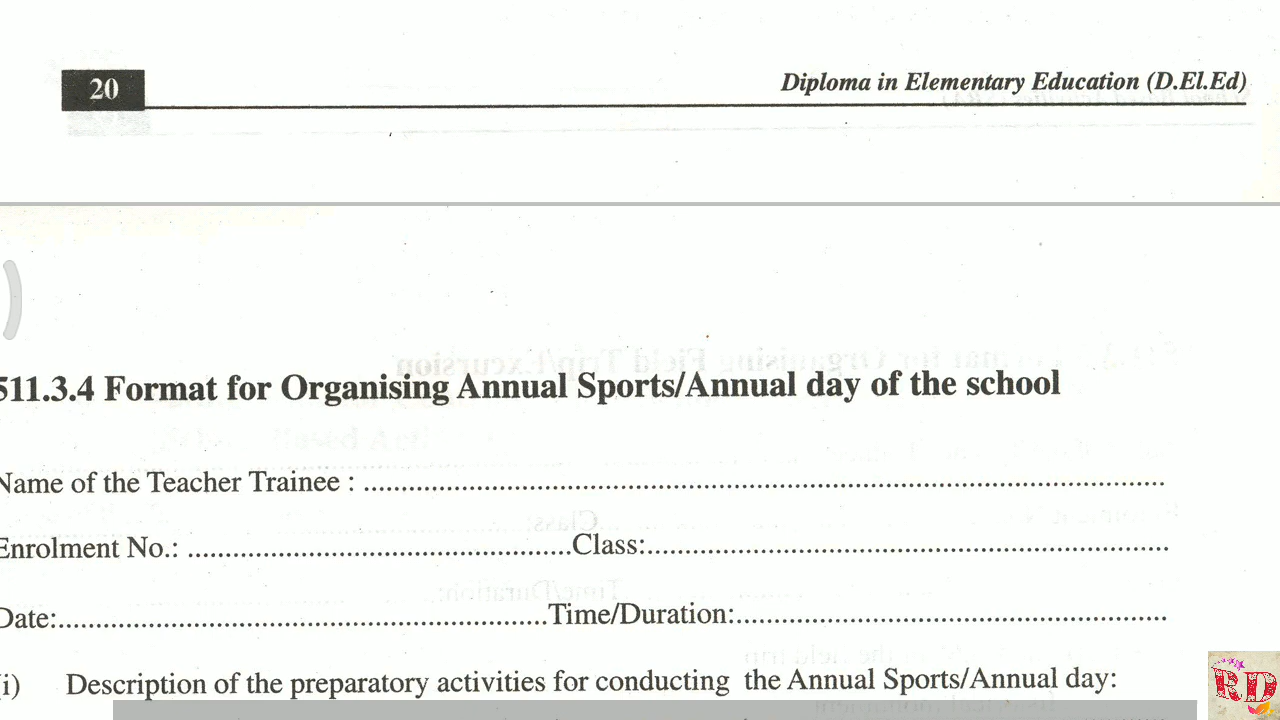 20
Diploma in Elementary Education (D.El.Ed)
511.3.4 Format for Organising Annual Sports/Annual day of the school
Name of the Teacher Trainee : ............................................................................................................
Enrolment No.: ...................................................Class:......................................................................
Date:.................................................................Time/Duration:..........................................................
(i) Description of the preparatory activities for conducting the Annual Sports/Annual day:
RD